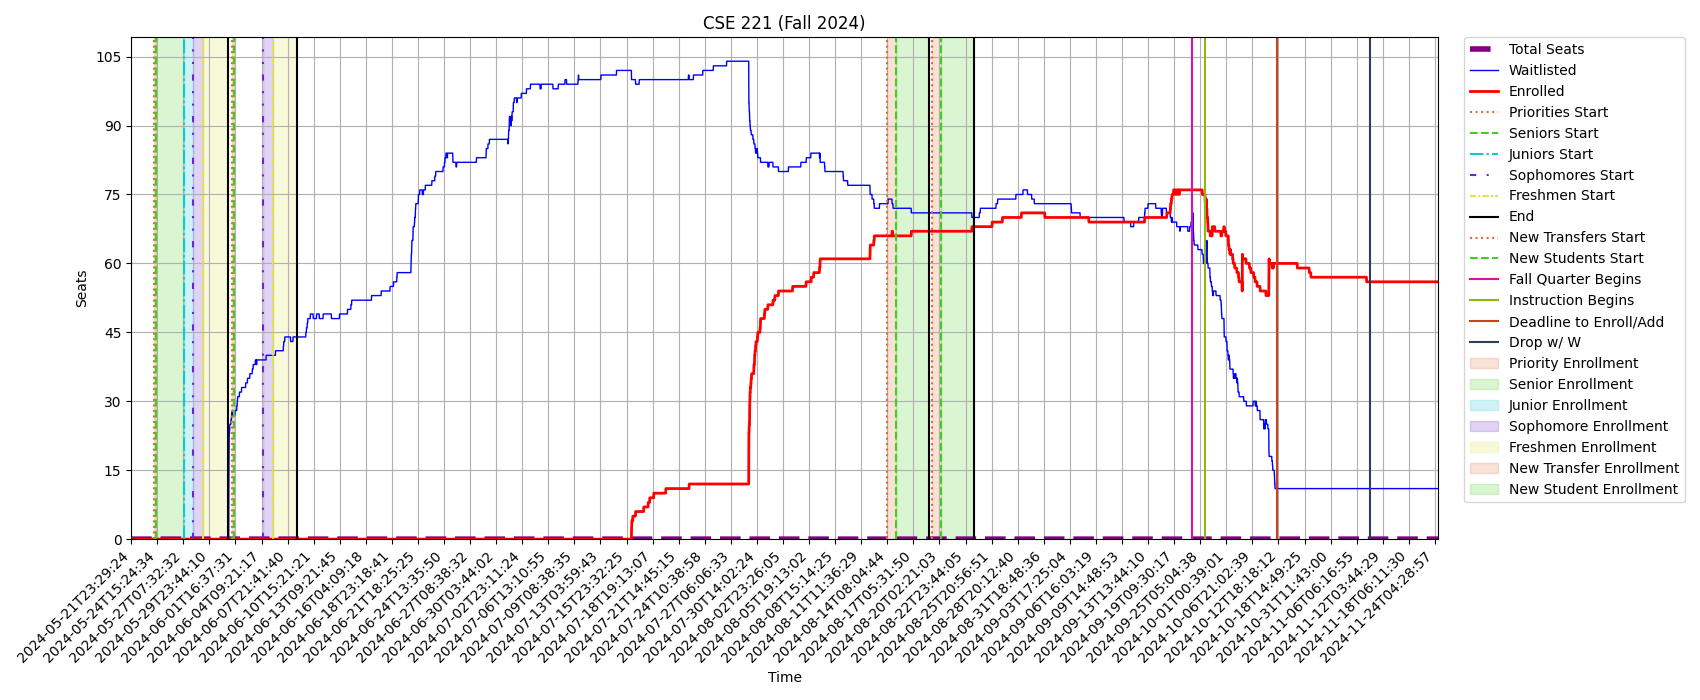 CSE 221 (Fall 2024)
Seats
105
90
75
60
45
30
15
0
2024-05-21T23:29:24
2024-05-24T15:24:34
2024-05-27T07:32:32
2024-05-29T23:44:10
2024-06-01T16:37:31
2024-06-04T09:21:17
2024-06-07T21:41:40
2024-06-10T15:21:21
2024-06-13T09:21:45
2024-06-16T04:09:18
2024-06-18T23:18:41
2024-06-21T18:25:25
2024-06-24T13:35:50
2024-06-27T08:38:32
2024-06-30T03:44:02
2024-07-02T23:11:24
2024-07-06T13:10:55
2024-07-09T08:38:35
2024-07-13T03:59:43
2024-07-15T23:32:25
2024-07-18T19:13:07
2024-07-21T14:45:15
2024-07-24T10:38:58
2024-07-27T06:06:33
2024-07-30T14:02:24
2024-08-02T23:26:05
2024-08-05T19:13:02
2024-08-08T15:14:25
2024-08-11T11:36:29
2024-08-14T08:04:44
2024-08-17T05:31:50
2024-08-20T02:21:03
2024-08-22T23:44:05
2024-08-25T20:56:51
2024-08-28T20:12:40
2024-08-31T18:48:36
2024-09-03T17:25:04
2024-09-06T16:03:19
2024-09-09T14:48:53
2024-09-13T13:44:10
2024-09-19T09:30:17
2024-09-25T05:04:38
2024-10-01T00:39:01
2024-10-06T21:02:39
2024-10-12T18:18:12
2024-10-18T14:49:25
2024-10-31T11:43:00
2024-11-06T06:16:55
2024-11-12T03:44:29
2024-11-18T06:11:30
2024-11-24T04:28:57
Time
Total Seats
Waitlisted
Enrolled
Priorities Start
Seniors Start
Juniors Start
Sophomores Start
Freshmen Start
End
New Transfers Start
New Students Start
Fall Quarter Begins
Instruction Begins
Deadline to Enroll/Add
Drop w/ W
Priority Enrollment
Senior Enrollment
Junior Enrollment
Sophomore Enrollment
Freshmen Enrollment
New Transfer Enrollment
New Student Enrollment